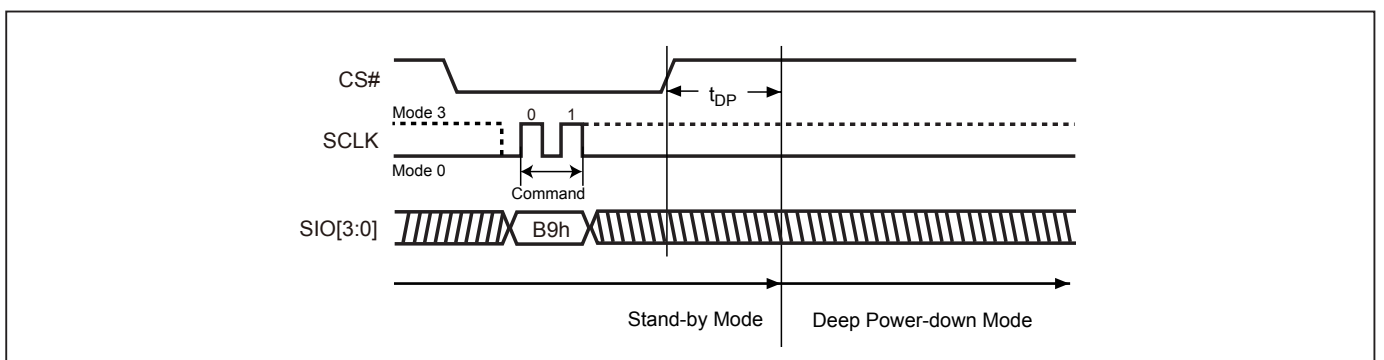 CS#
tDP
Mode 3
0 1
SCLK
Mode 0
Command
SIO[3:0]
B9h
Stand-by Mode
Deep Power-down Mode